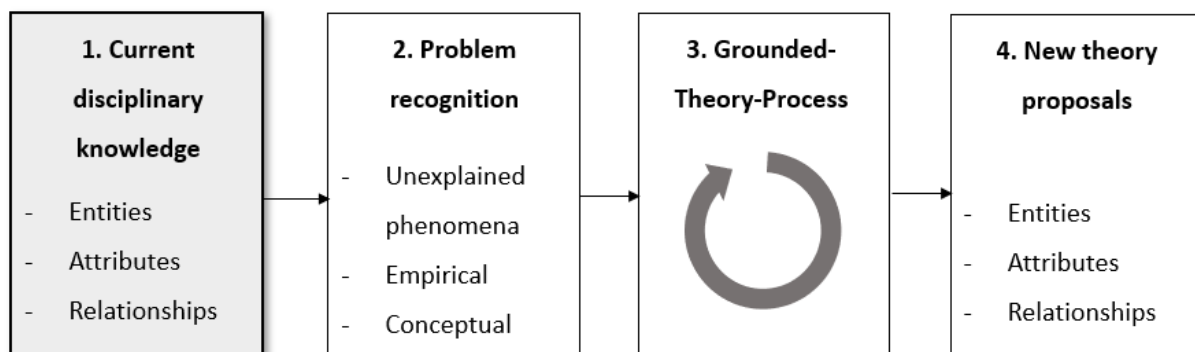 1. Current
disciplinary
knowledge
- Entities
- Attributes
- Relationships
2. Problem
recognition
- Unexplained
phenomena
- Empirical
- Conceptual
3. Grounded-
Theory-Process
4. New theory
proposals
- Entities
- Attributes
- Relationships